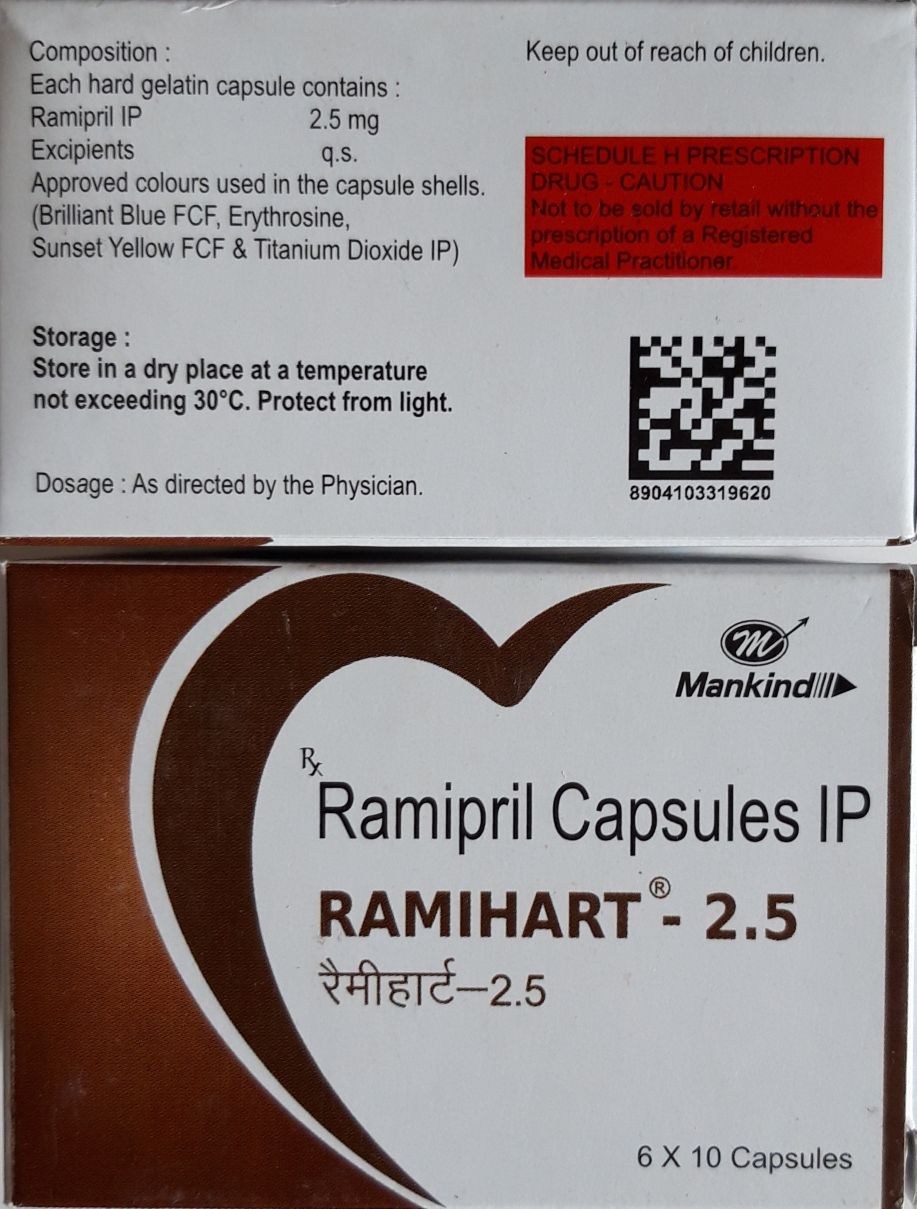 Composition :
Each hard gelatin capsule contains :
Ramipril IP 2.5 mg
Excipients q.s.
Approved colours used in the capsule shells.
(Brilliant Blue FCF, Erythrosine,
Sunset Yellow FCF & Titanium Dioxide IP)
Storage :
Store in a dry place at a temperature
not exceeding 30°C. Protect from light.
Dosage : As directed by the Physician.
Keep out of reach of children.
SCHEDULE H PRESCRIPTION
DRUG - CAUTION
Not to be sold by retail without the
prescription of a Registered
Medical Practitioner.
8904103319620
m
Mankind
Rx
Ramipril Capsules IP
RAMIHART® - 2.5
रैमीहार्ट–2.5
6 X 10 Capsules